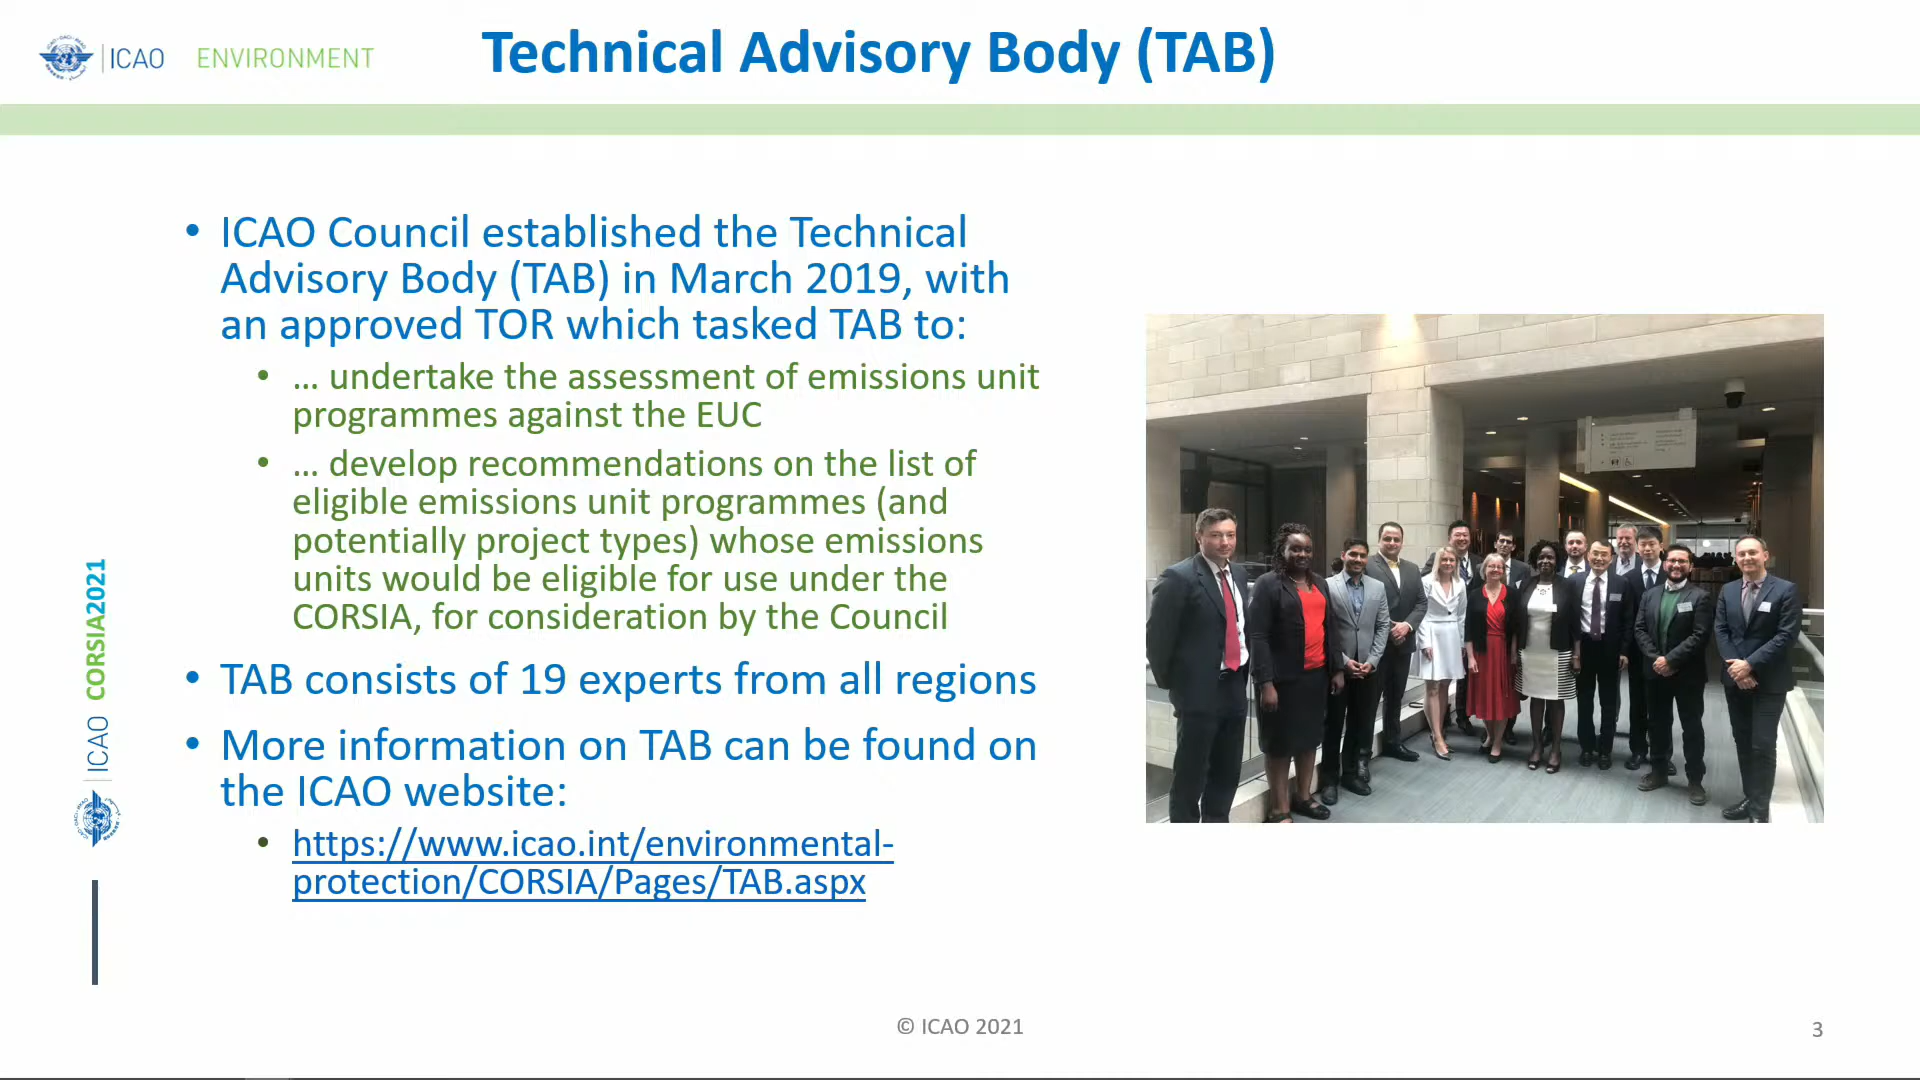 ICAO ENVIRONMENT
Technical Advisory Body (TAB)
• ICAO Council established the Technical
Advisory Body (TAB) in March 2019, with
an approved TOR which tasked TAB to:
• … undertake the assessment of emissions unit
programmes against the EUC
• … develop recommendations on the list of
eligible emissions unit programmes (and
potentially project types) whose emissions
units would be eligible for use under the
CORSIA, for consideration by the Council
• TAB consists of 19 experts from all regions
• More information on TAB can be found on
the ICAO website:
• https://www.icao.int/environmental-
protection/CORSIA/Pages/TAB.aspx
ICAO CORSIA2021
© ICAO 2021
3